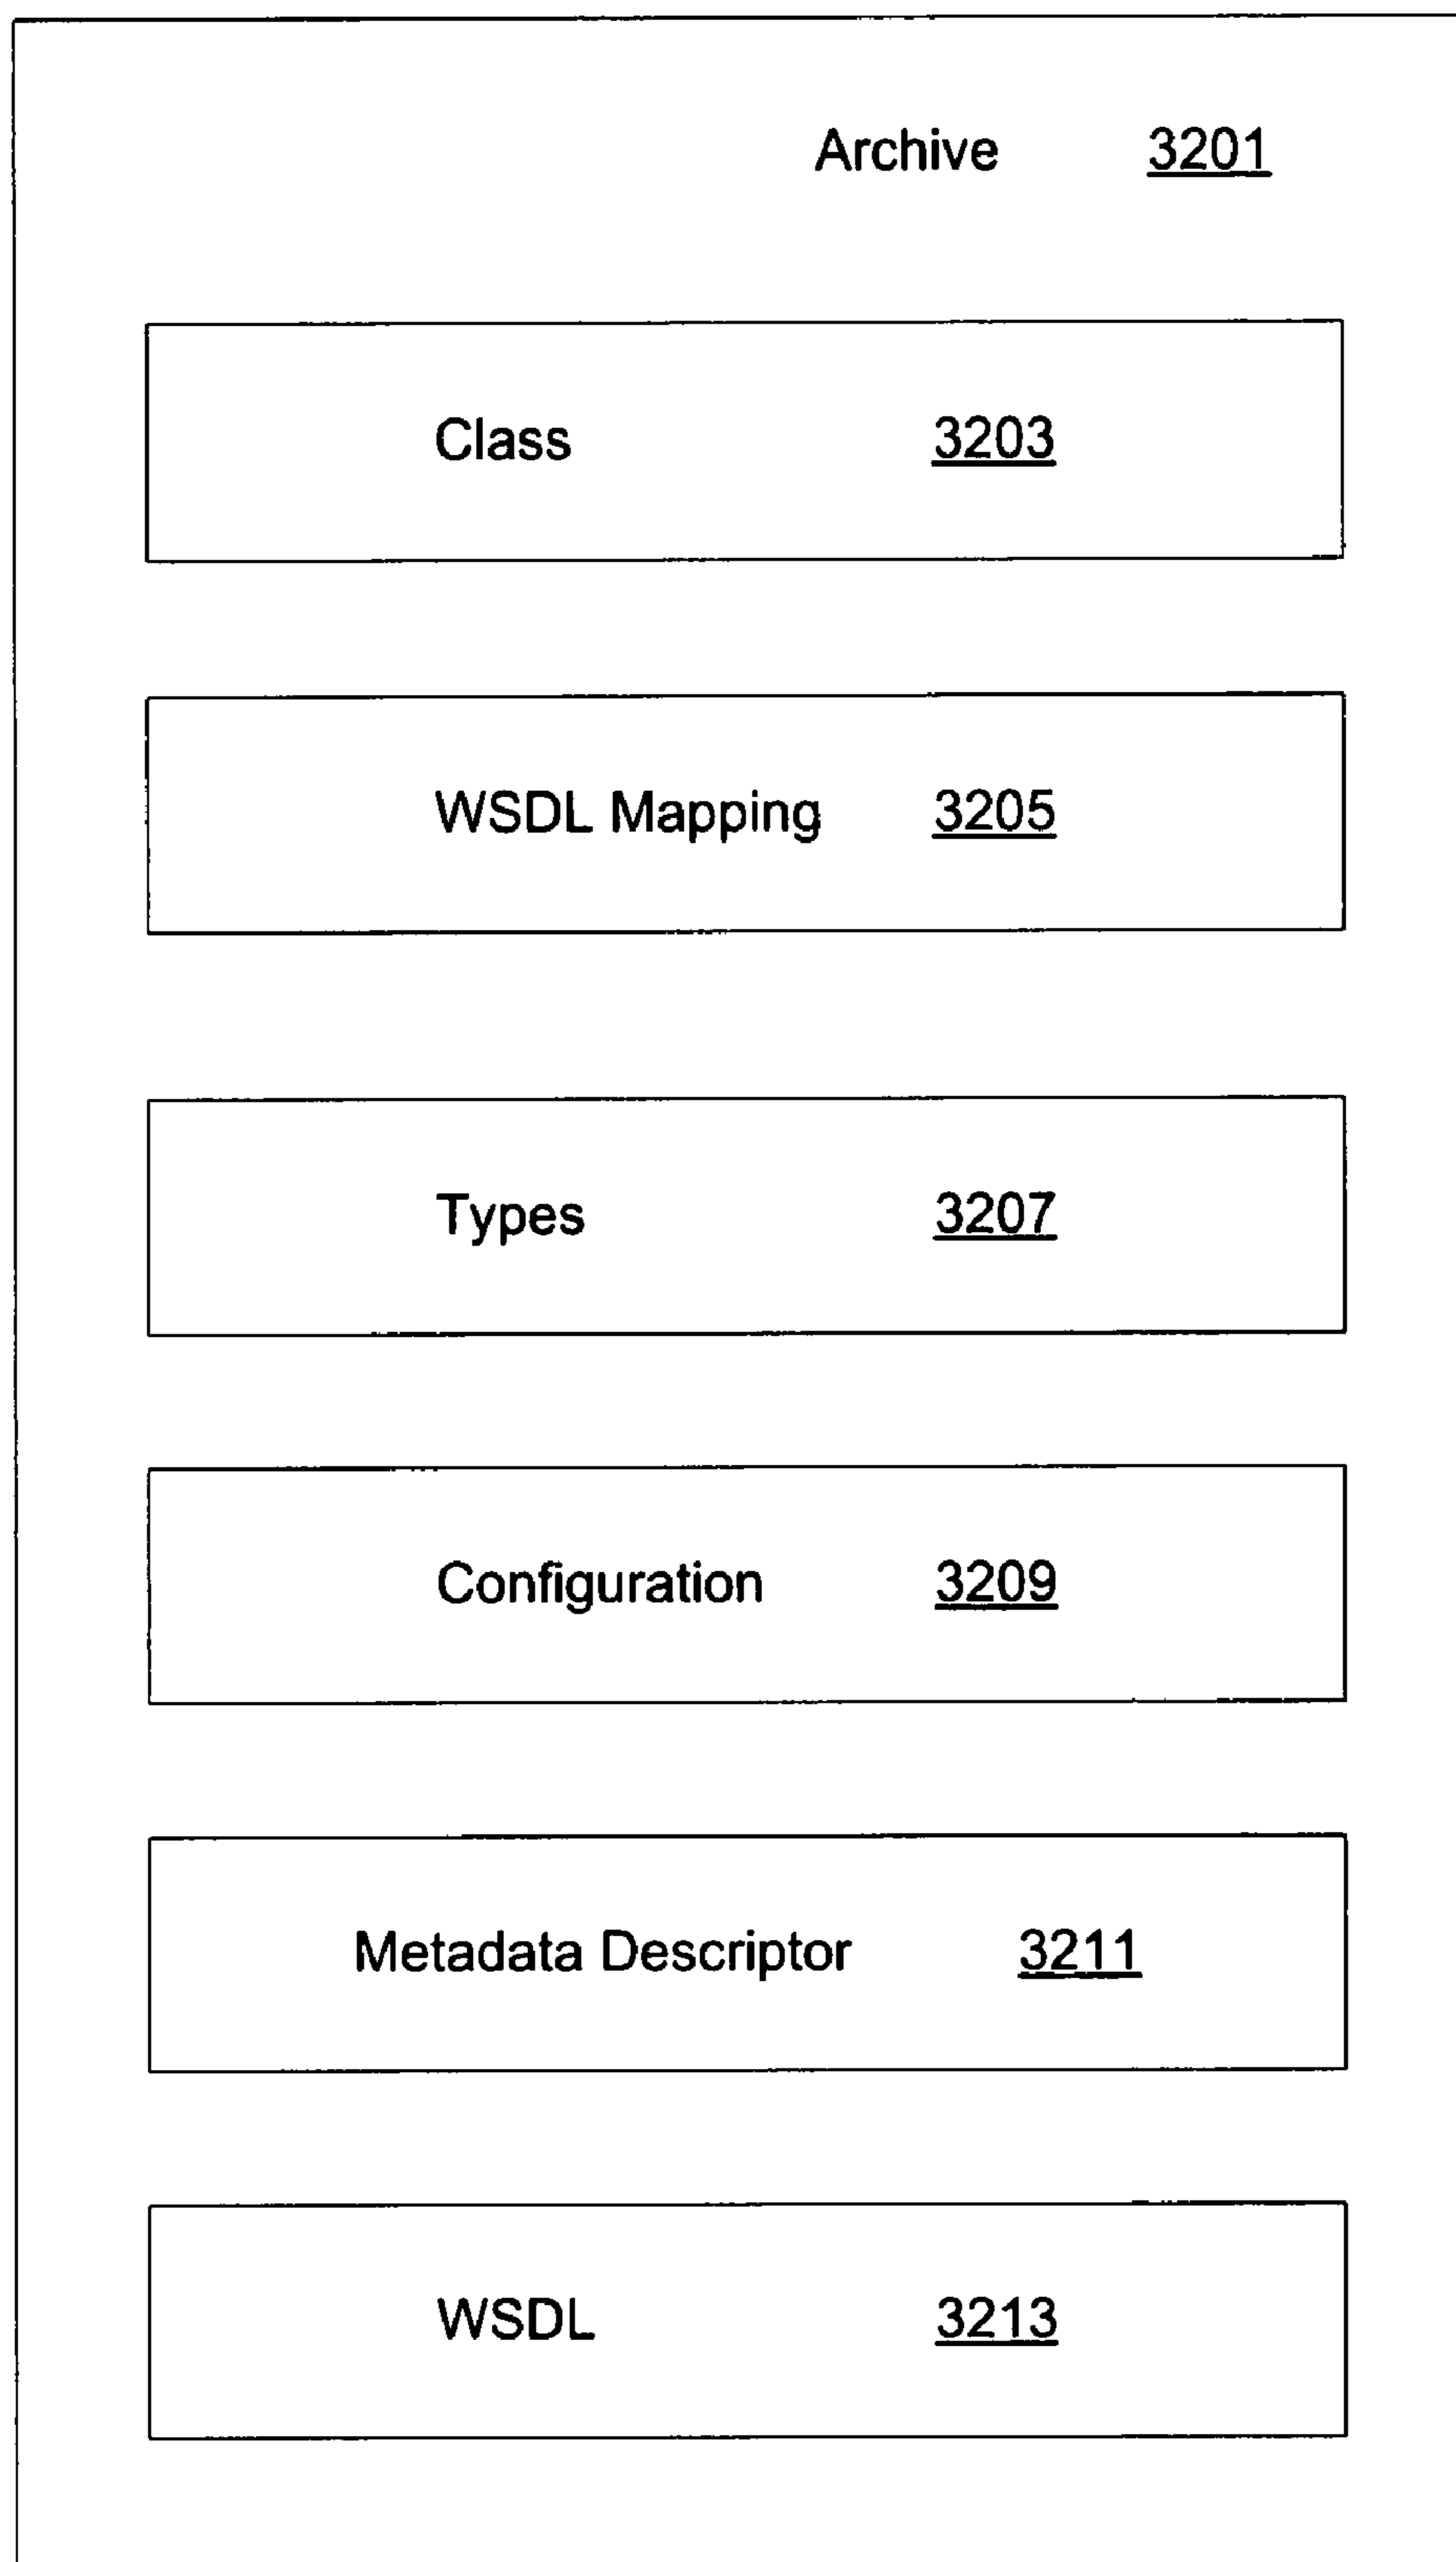 Archive 3201
Class 3203
WSDL Mapping 3205
Types 3207
Configuration 3209
Metadata Descriptor 3211
WSDL 3213